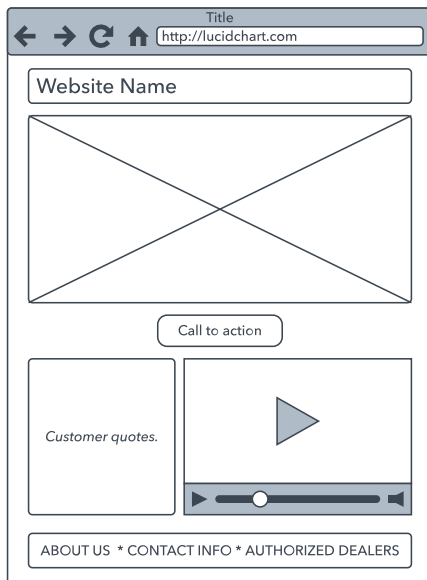 Title
http://lucidchart.com
Website Name
Call to action
Customer quotes.
ABOUT US * CONTACT INFO * AUTHORIZED DEALERS